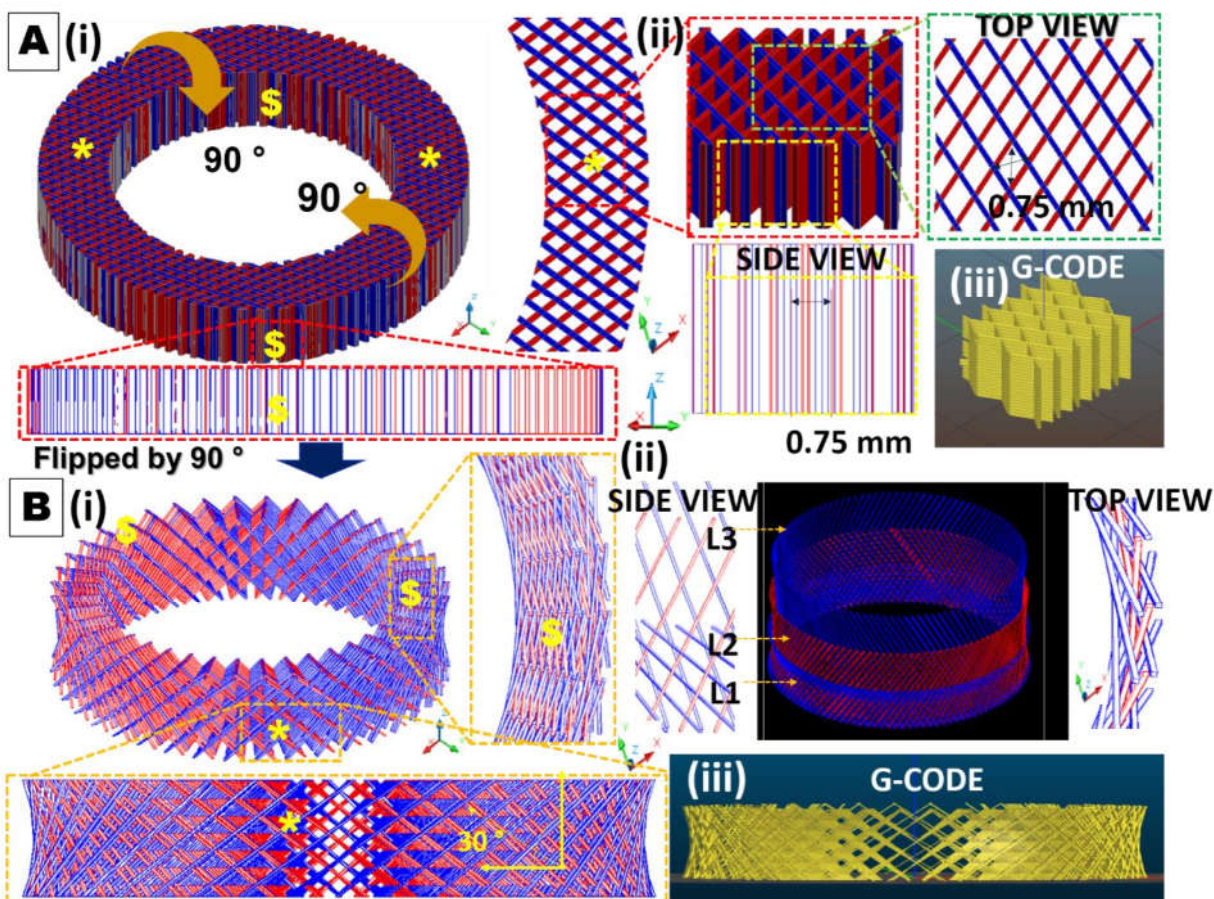 A (i)
(ii)
TOP VIEW
$
*
*
*
90 °
90 °
0.75 mm
SIDE VIEW
(iii) G-CODE
$
$
0.75 mm
Flipped by 90 °
B (i)
(ii)
SIDE VIEW
TOP VIEW
L3
$
$
$
L2
L1
*
*
30 °
(iii)
G-CODE